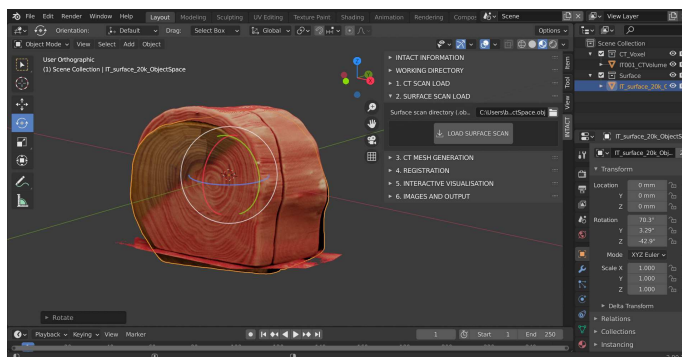 File Edit Render Window Help Layout Modeling Sculpting UV Editing Texture Paint Shading Animation Rendering Scene View Layer
Orientation: Default Drag: Select Box Global Options
Object Mode View Select Add Object
User Orthographic
(1) Scene Collection | IT_surface_20k_ObjectSpace
INTACT INFORMATION
WORKING DIRECTORY
1. CT SCAN LOAD
2. SURFACE SCAN LOAD
Surface scan directory (.ob.. C:\Users\b...ctSpace.obj
LOAD SURFACE SCAN
3. CT MESH GENERATION
4. REGISTRATION
5. INTERACTIVE VISUALISATION
6. IMAGES AND OUTPUT
Item
Tool
View
INTACT
Scene Collection
CT_Voxel
IT001_CTVolume
Surface
IT_surface_20k_
IT_surface_20k_ObjectS
IT_surface_20k_Obj..
Transform
Location X 0 mm
Y 0 mm
Z 0 mm
Rotation X 70.3°
Y 3.29°
Z -42.9°
Mode XYZ Euler
Scale X 1.000
Y 1.000
Z 1.000
Delta Transform
Relations
Collections
Instancing
Rotate
Playback Keying View Marker 1 Start 1 End 250